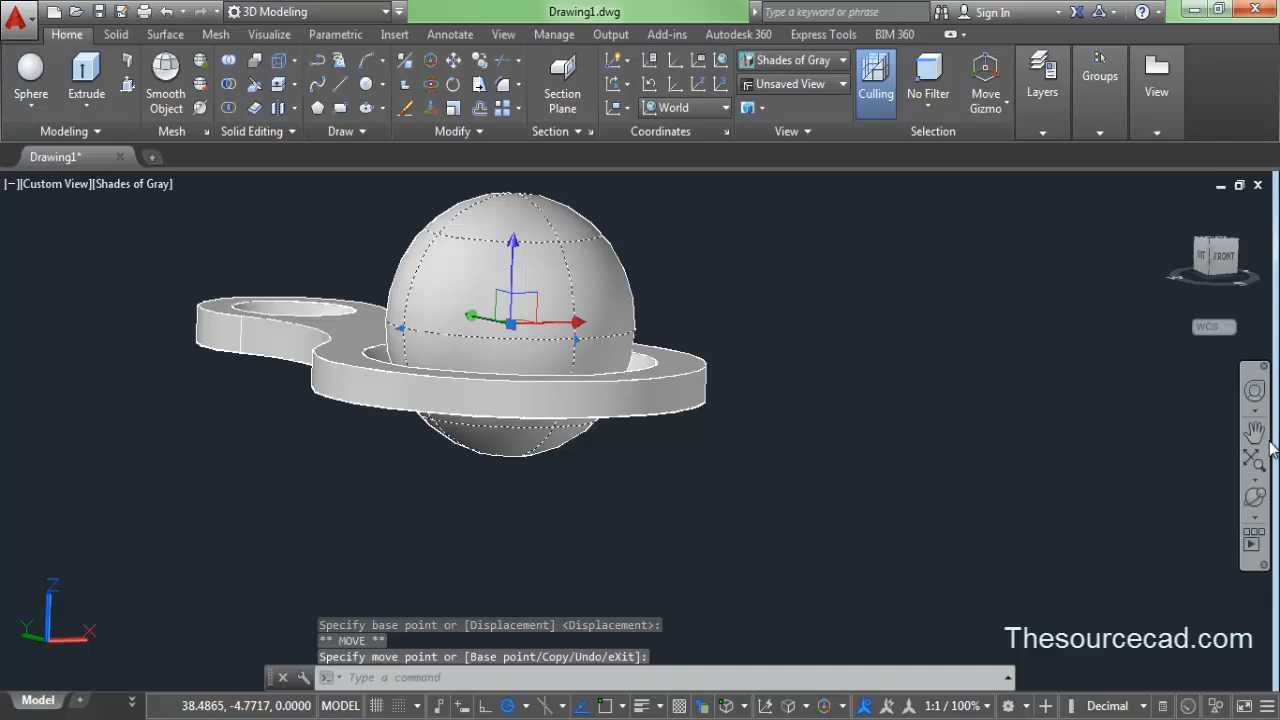 3D Modeling
Drawing1.dwg
Type a keyword or phrase
Sign In
Home Solid Surface Mesh Visualize Parametric Insert Annotate View Manage Output Add-ins Autodesk 360 Express Tools BIM 360
Sphere
Extrude
Smooth
Object
Section
Plane
World
Shades of Gray
Unsaved View
Culling
No Filter
Move
Gizmo
Layers
Groups
View
Modeling Mesh Solid Editing Draw Modify Section Coordinates View Selection
Drawing1*
[−][Custom View][Shades of Gray]
FRONT
WCS
Z
Y
X
Specify base point or [Displacement] <Displacement>:
** MOVE **
Specify move point or [Base point/Copy/Undo/eXit]:
Type a command
Thesourcecad.com
Model
38.4865, -4.7717, 0.0000 MODEL
1:1 / 100%
Decimal